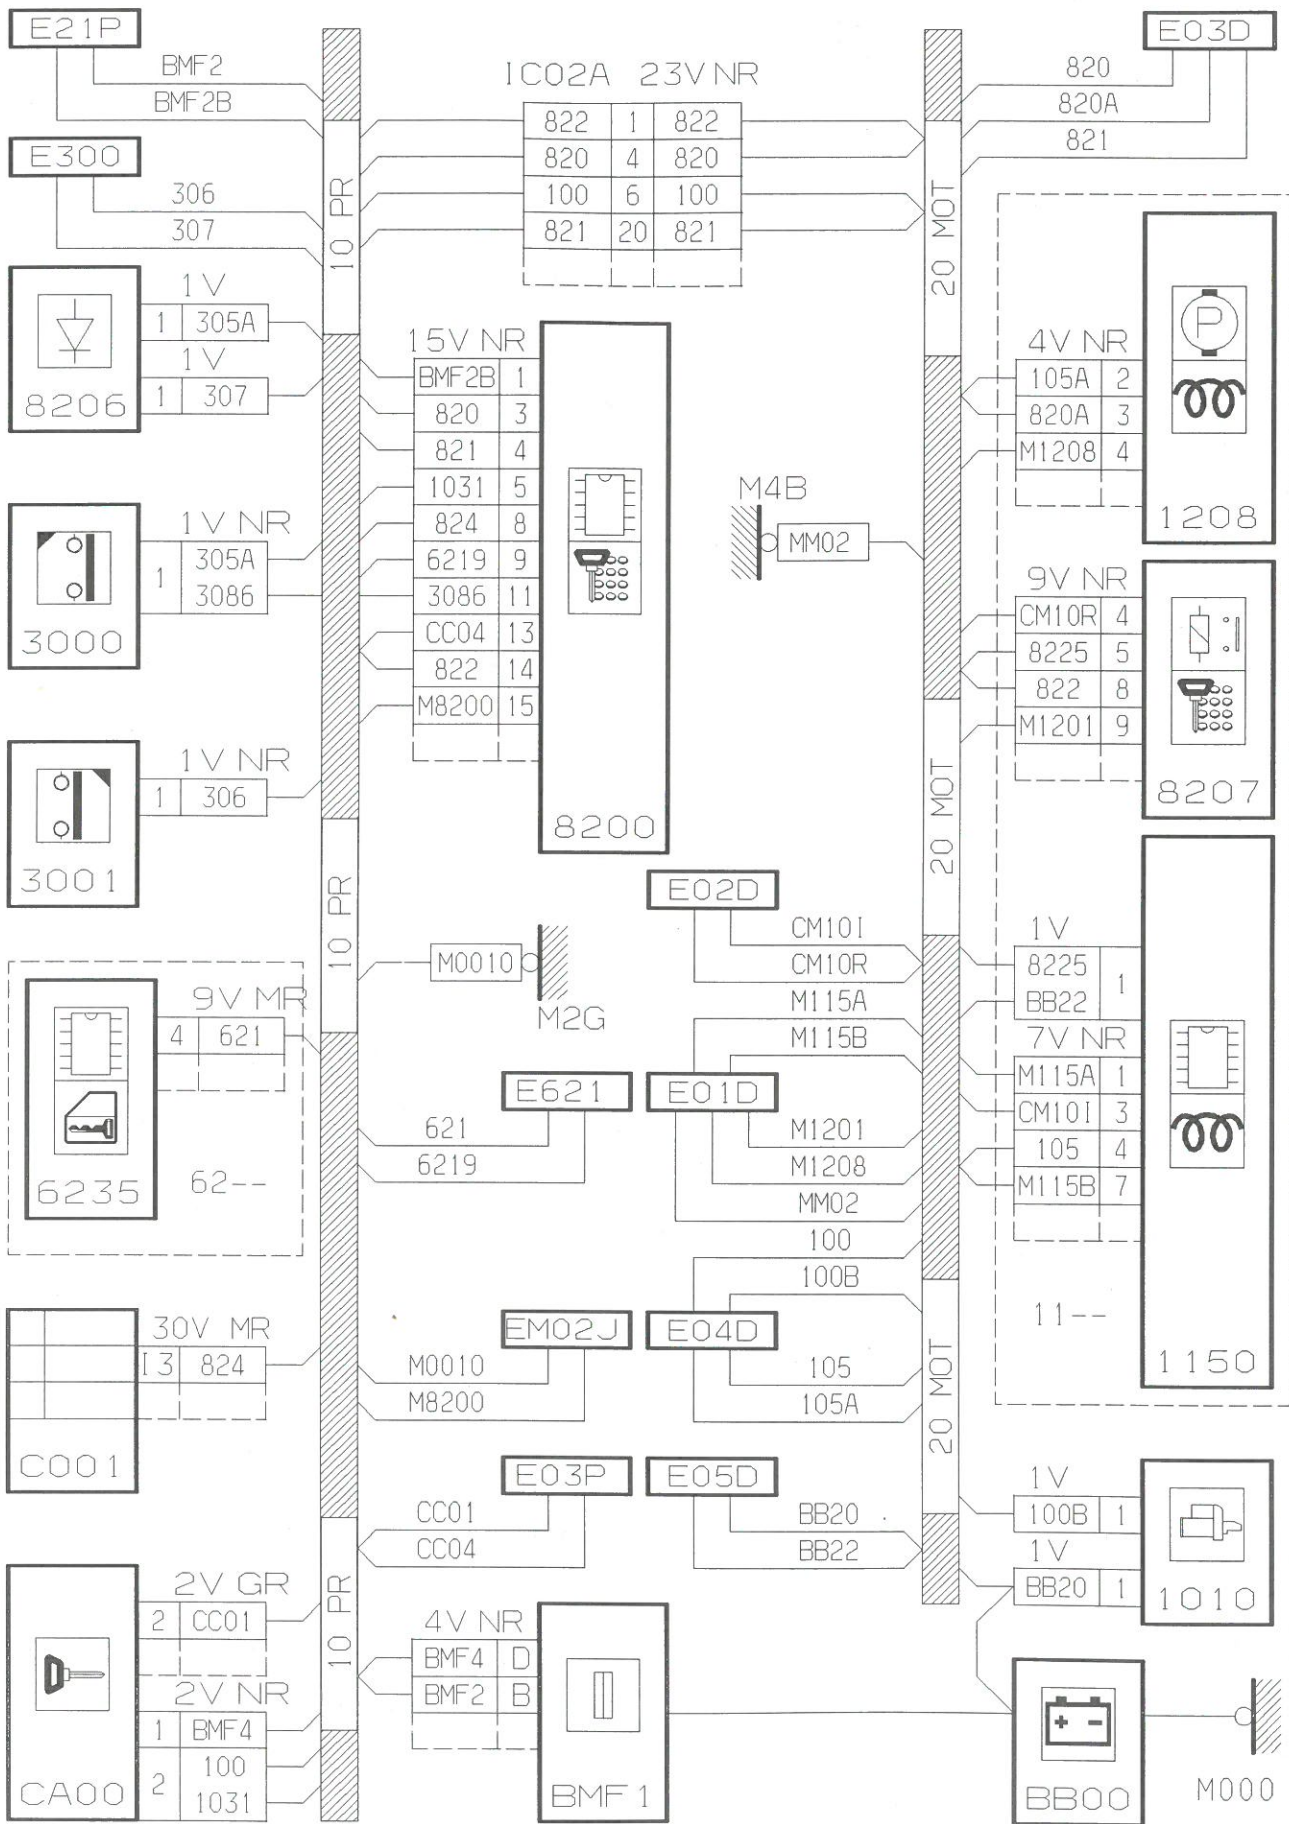 E21P
BMF2
BMF2B
E300
306
307
1V
1 305A
1V
1 307
8206
1V NR
1 305A
3086
3000
1V NR
1 306
3001
9V MR
4 621
6235
62--
30V MR
I3 824
C001
2V GR
2 CC01
2V NR
1 BMF4
2 100
1031
CA00
10 PR
10 PR
10 PR
IC02A 23V NR
822 1 822
820 4 820
100 6 100
821 20 821
15V NR
BMF2B 1
820 3
821 4
1031 5
824 8
6219 9
3086 11
CC04 13
822 14
M8200 15
8200
M4B
MM02
M0010
M2G
E621
621
6219
EM02J
M0010
M8200
E03P
CC01
CC04
4V NR
BMF4 D
BMF2 B
BMF1
E02D
CM10I
CM10R
M115A
M115B
E01D
M1201
M1208
MM02
100
100B
E04D
105
105A
E05D
BB20
BB22
20 MOT
20 MOT
20 MOT
E03D
820
820A
821
4V NR
105A 2
820A 3
M1208 4
P
1208
9V NR
CM10R 4
8225 5
822 8
M1201 9
8207
1V
8225
BB22 1
7V NR
M115A 1
CM10I 3
105 4
M115B 7
11--
1150
1V
100B 1
1V
BB20 1
1010
+ -
BB00
M000